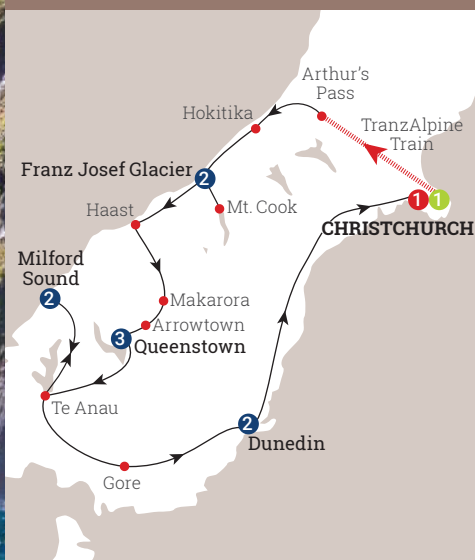 Arthur's
Pass
Hokitika
TranzAlpine
Train
Franz Josef Glacier
2
Mt. Cook
1
1
CHRISTCHURCH
Haast
Milford
Sound
2
Makarora
Arrowtown
3
Queenstown
Te Anau
2
Dunedin
Gore